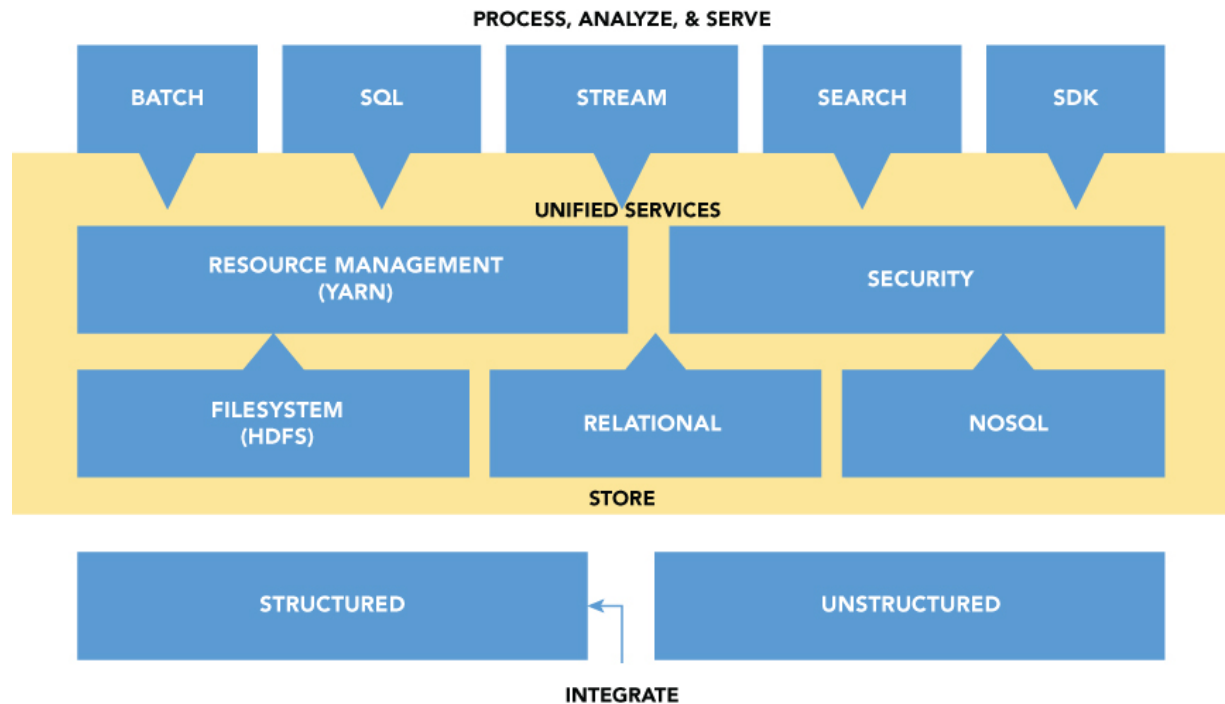 PROCESS, ANALYZE, & SERVE
BATCH
SQL
STREAM
SEARCH
SDK
UNIFIED SERVICES
RESOURCE MANAGEMENT
(YARN)
SECURITY
FILESYSTEM
(HDFS)
RELATIONAL
NOSQL
STORE
STRUCTURED
UNSTRUCTURED
INTEGRATE